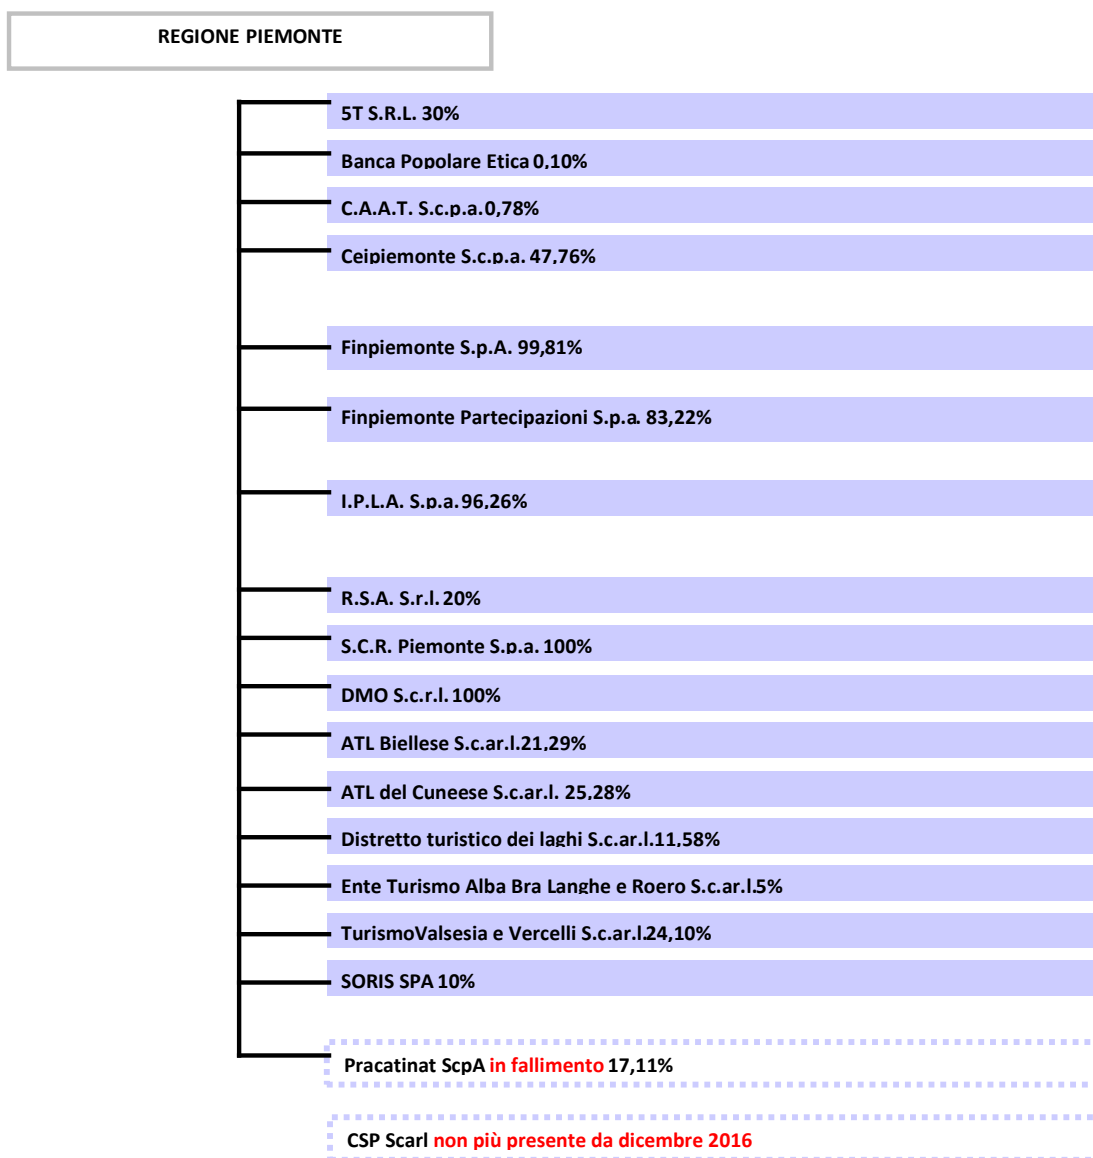 REGIONE PIEMONTE
5T S.R.L. 30%
Banca Popolare Etica 0,10%
C.A.A.T. S.c.p.a. 0,78%
Ceipiemonte S.c.p.a. 47,76%
Finpiemonte S.p.A. 99,81%
Finpiemonte Partecipazioni S.p.a. 83,22%
I.P.L.A. S.p.a. 96,26%
R.S.A. S.r.l. 20%
S.C.R. Piemonte S.p.a. 100%
DMO S.c.r.l. 100%
ATL Biellese S.c.ar.l.21,29%
ATL del Cuneese S.c.ar.l. 25,28%
Distretto turistico dei laghi S.c.ar.l.11,58%
Ente Turismo Alba Bra Langhe e Roero S.c.ar.l.5%
TurismoValsesia e Vercelli S.c.ar.l.24,10%
SORIS SPA 10%
Pracatinat ScpA in fallimento 17,11%
CSP Scarl non più presente da dicembre 2016